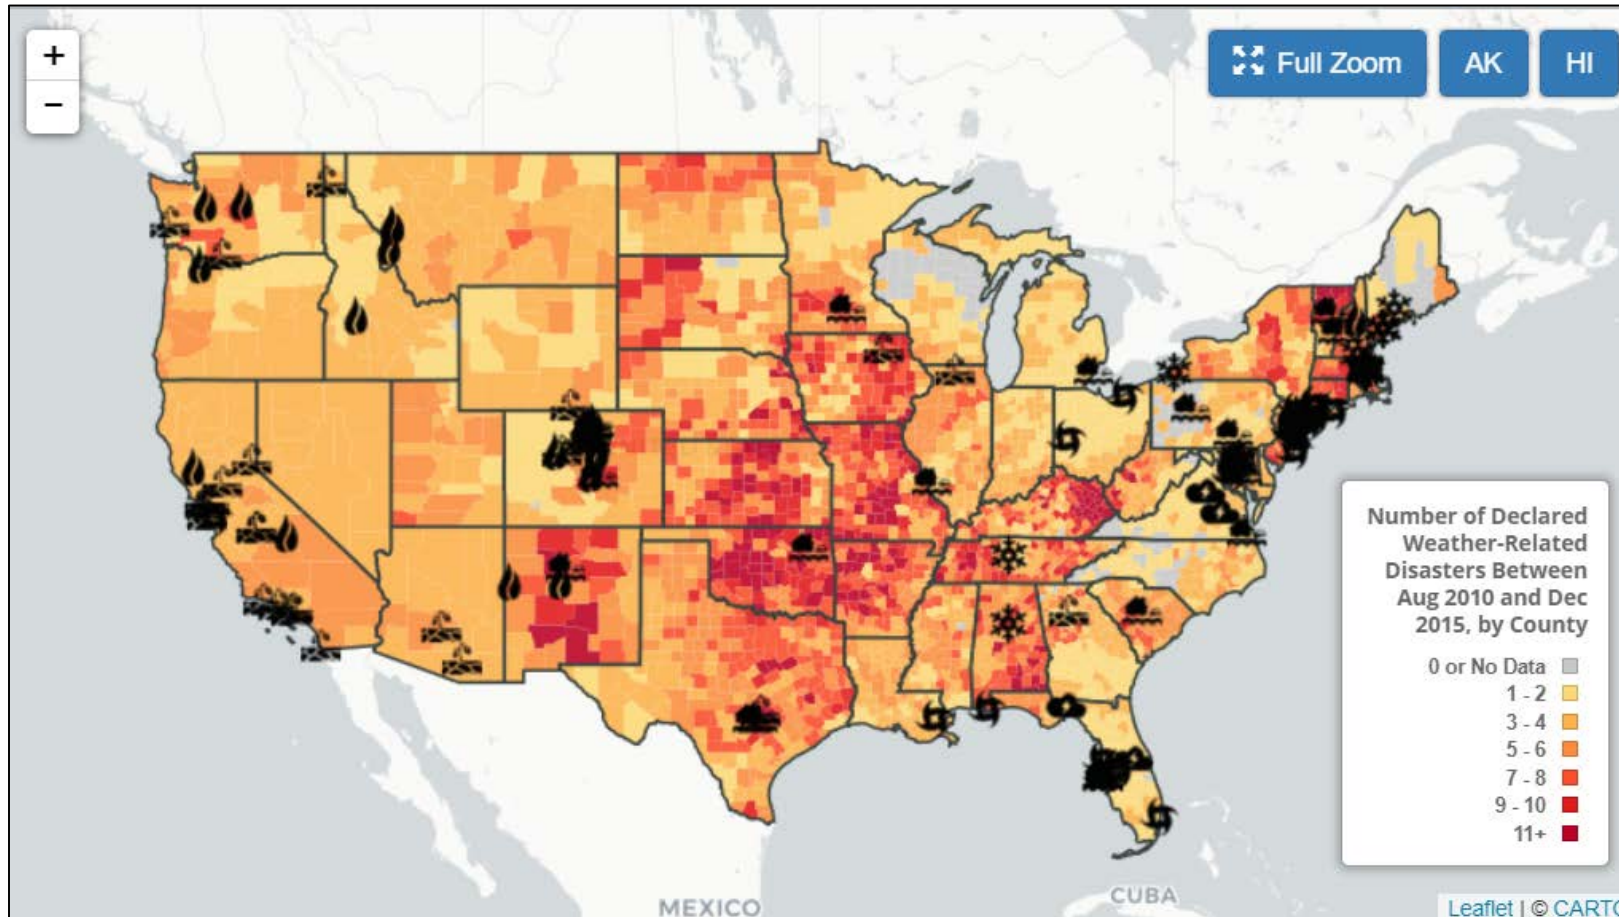 +
−
Full Zoom
AK
HI
Number of Declared
Weather-Related
Disasters Between
Aug 2010 and Dec
2015, by County
0 or No Data
1 - 2
3 - 4
5 - 6
7 - 8
9 - 10
11+
MEXICO
CUBA
Leaflet | © CARTO